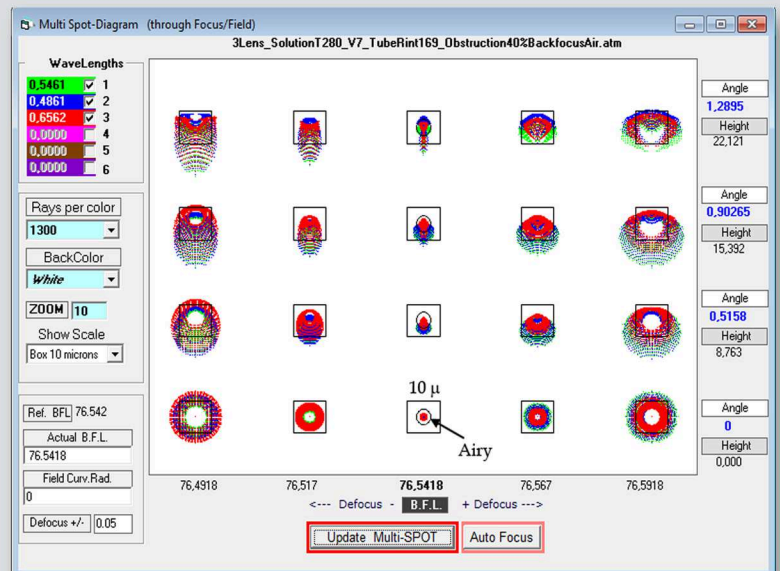 Multi Spot-Diagram (through Focus/Field)
3Lens_SolutionT280_V7_TubeRint169_Obstruction40%BackfocusAir.atm
WaveLengths
0,5461 1
0,4861 2
0,6562 3
0,0000 4
0,0000 5
0,0000 6
Rays per color
1300
BackColor
White
ZOOM 10
Show Scale
Box 10 microns
Ref. BFL 76.542
Actual B.F.L.
76.5418
Field Curv.Rad.
0
Defocus +/- 0.05
10 μ
Airy
Angle
1,2895
Height
22,121
Angle
0,90265
Height
15,392
Angle
0,5158
Height
8,763
Angle
0
Height
0,000
76,4918 76,517 76,5418 76,567 76,5918
<--- Defocus - B.F.L. + Defocus --->
Update Multi-SPOT Auto Focus